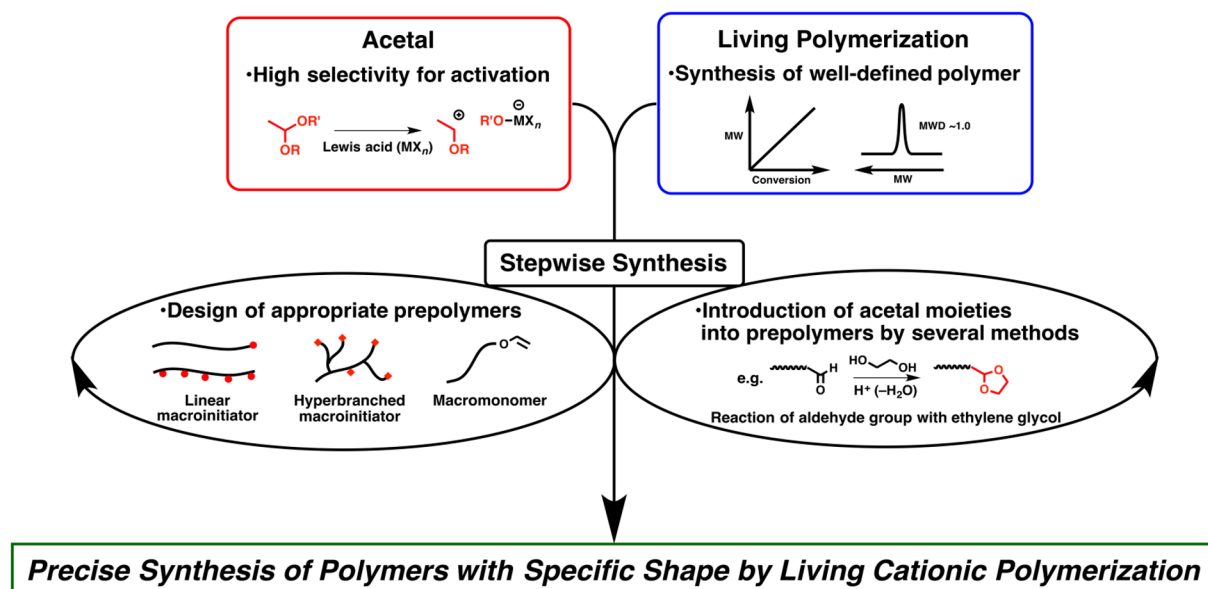 Acetal
•High selectivity for activation
OR'
OR
Lewis acid (MXn)
⊕
OR
⊖
R'O–MXn
Living Polymerization
•Synthesis of well-defined polymer
MW
Conversion
MWD ~1.0
MW
Stepwise Synthesis
•Design of appropriate prepolymers
Linear
macroinitiator
Hyperbranched
macroinitiator
O
Macromonomer
•Introduction of acetal moieties
into prepolymers by several methods
e.g.
H
O
HO
OH
H+ (–H2O)
O
O
Reaction of aldehyde group with ethylene glycol
Precise Synthesis of Polymers with Specific Shape by Living Cationic Polymerization